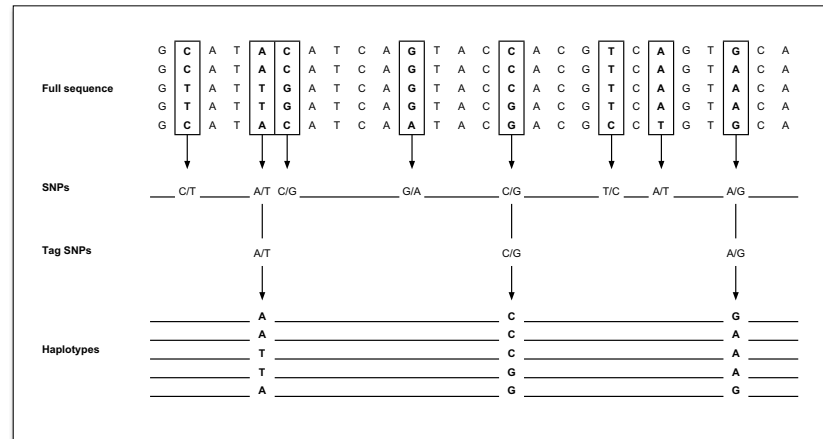 G C A T A C A T C A G T A C C A C G T C A G T G C A
G C A T A C A T C A G T A C C A C G T C A G T A C A
Full sequence G T A T T G A T C A G T A C C A C G T C A G T A C A
G T A T T G A T C A G T A C G A C G T C A G T A C A
G C A T A C A T C A A T A C G A C G C C T G T G C A
SNPs C/T A/T C/G G/A C/G T/C A/T A/G
Tag SNPs A/T C/G A/G
A C G
A C A
Haplotypes T C A
T G A
A G G